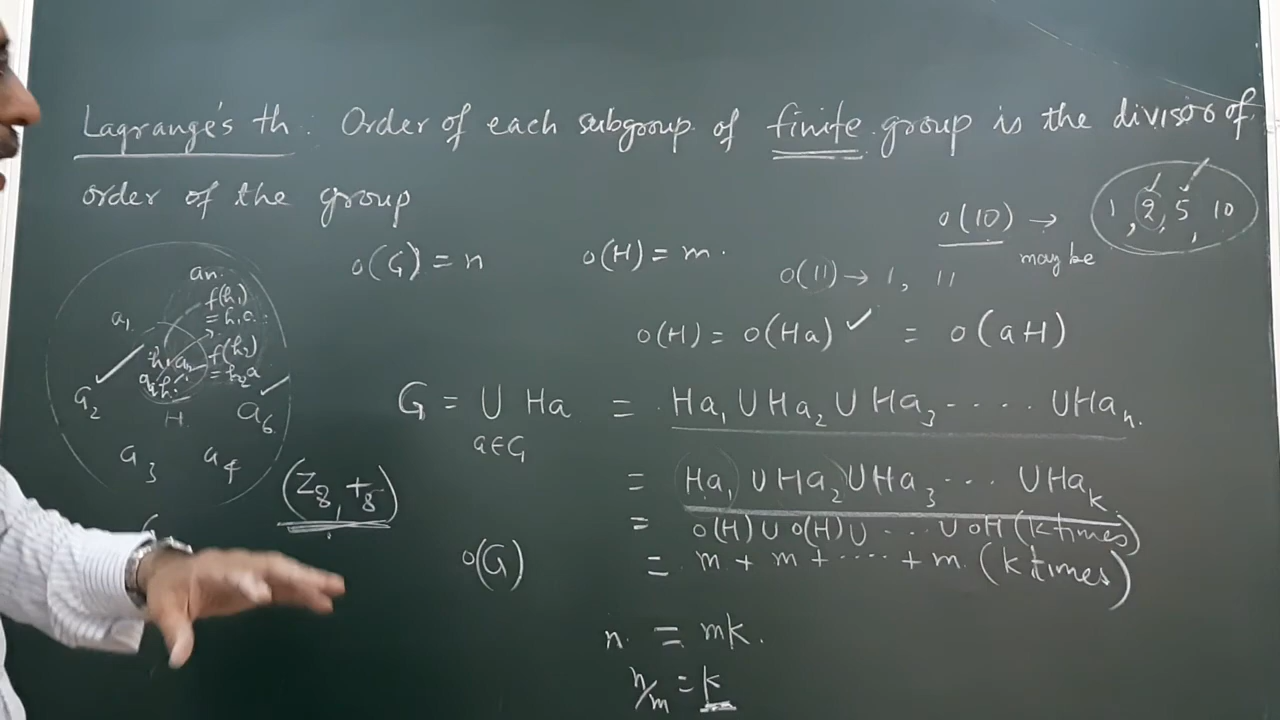 Lagrange's th: Order of each subgroup of finite group is the divisor of
order of the group
o(10) → 1, 2, 5, 10
may be
o(G) = n o(H) = m.
o(11) → 1, 11
o(H) = o(Ha) ✓ = o(aH)
an
a1
f(h1)
= h1a
f(h2)
= h2a
a2
H
a6
a3 a4
G = U Ha = Ha1 U Ha2 U Ha3 .... U Han.
a∈G
(Z8, +8)
= Ha1 U Ha2 U Ha3 ... U Hak
= o(H) U o(H) U .... U oH (k times)
o(G) = m + m + ..... + m. (k times)
n. = mk.
n/m = k